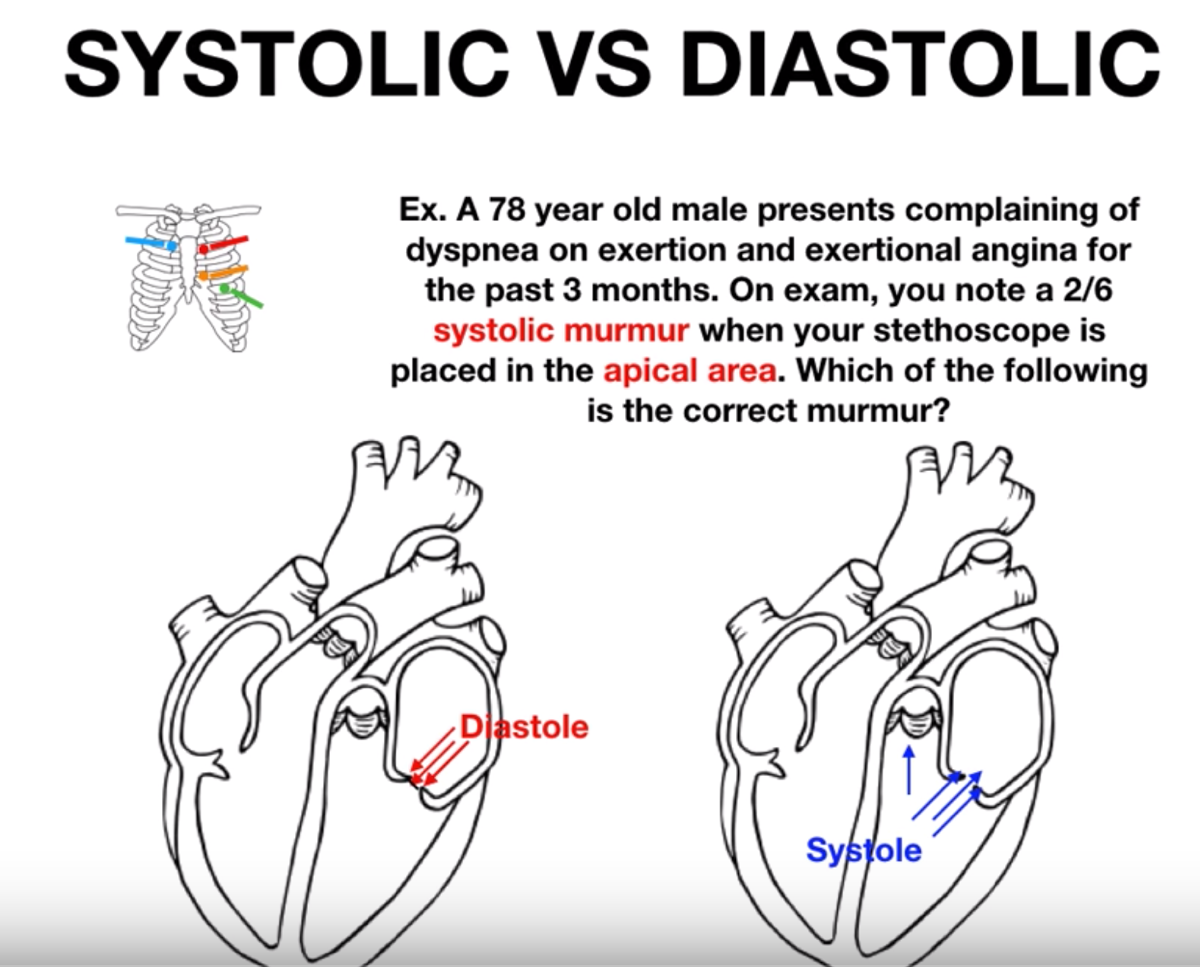 SYSTOLIC VS DIASTOLIC
Ex. A 78 year old male presents complaining of
dyspnea on exertion and exertional angina for
the past 3 months. On exam, you note a 2/6
systolic murmur when your stethoscope is
placed in the apical area. Which of the following
is the correct murmur?
Diastole
Systole